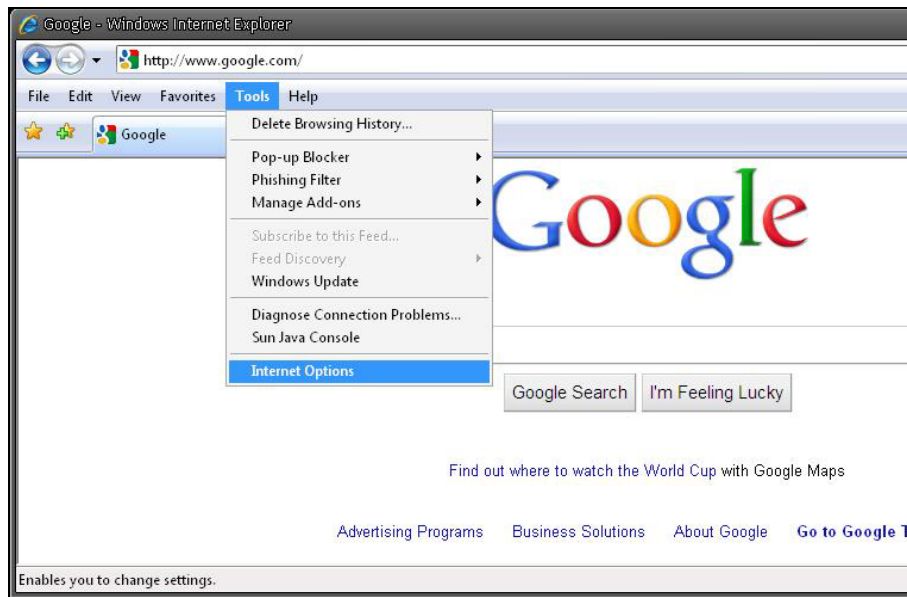 Google - Windows Internet Explorer
http://www.google.com/
File Edit View Favorites Tools Help
Google
Delete Browsing History...
Pop-up Blocker
Phishing Filter
Manage Add-ons
Subscribe to this Feed...
Feed Discovery
Windows Update
Diagnose Connection Problems...
Sun Java Console
Internet Options
Google
Google Search I'm Feeling Lucky
Find out where to watch the World Cup with Google Maps
Advertising Programs Business Solutions About Google Go to Google
Enables you to change settings.